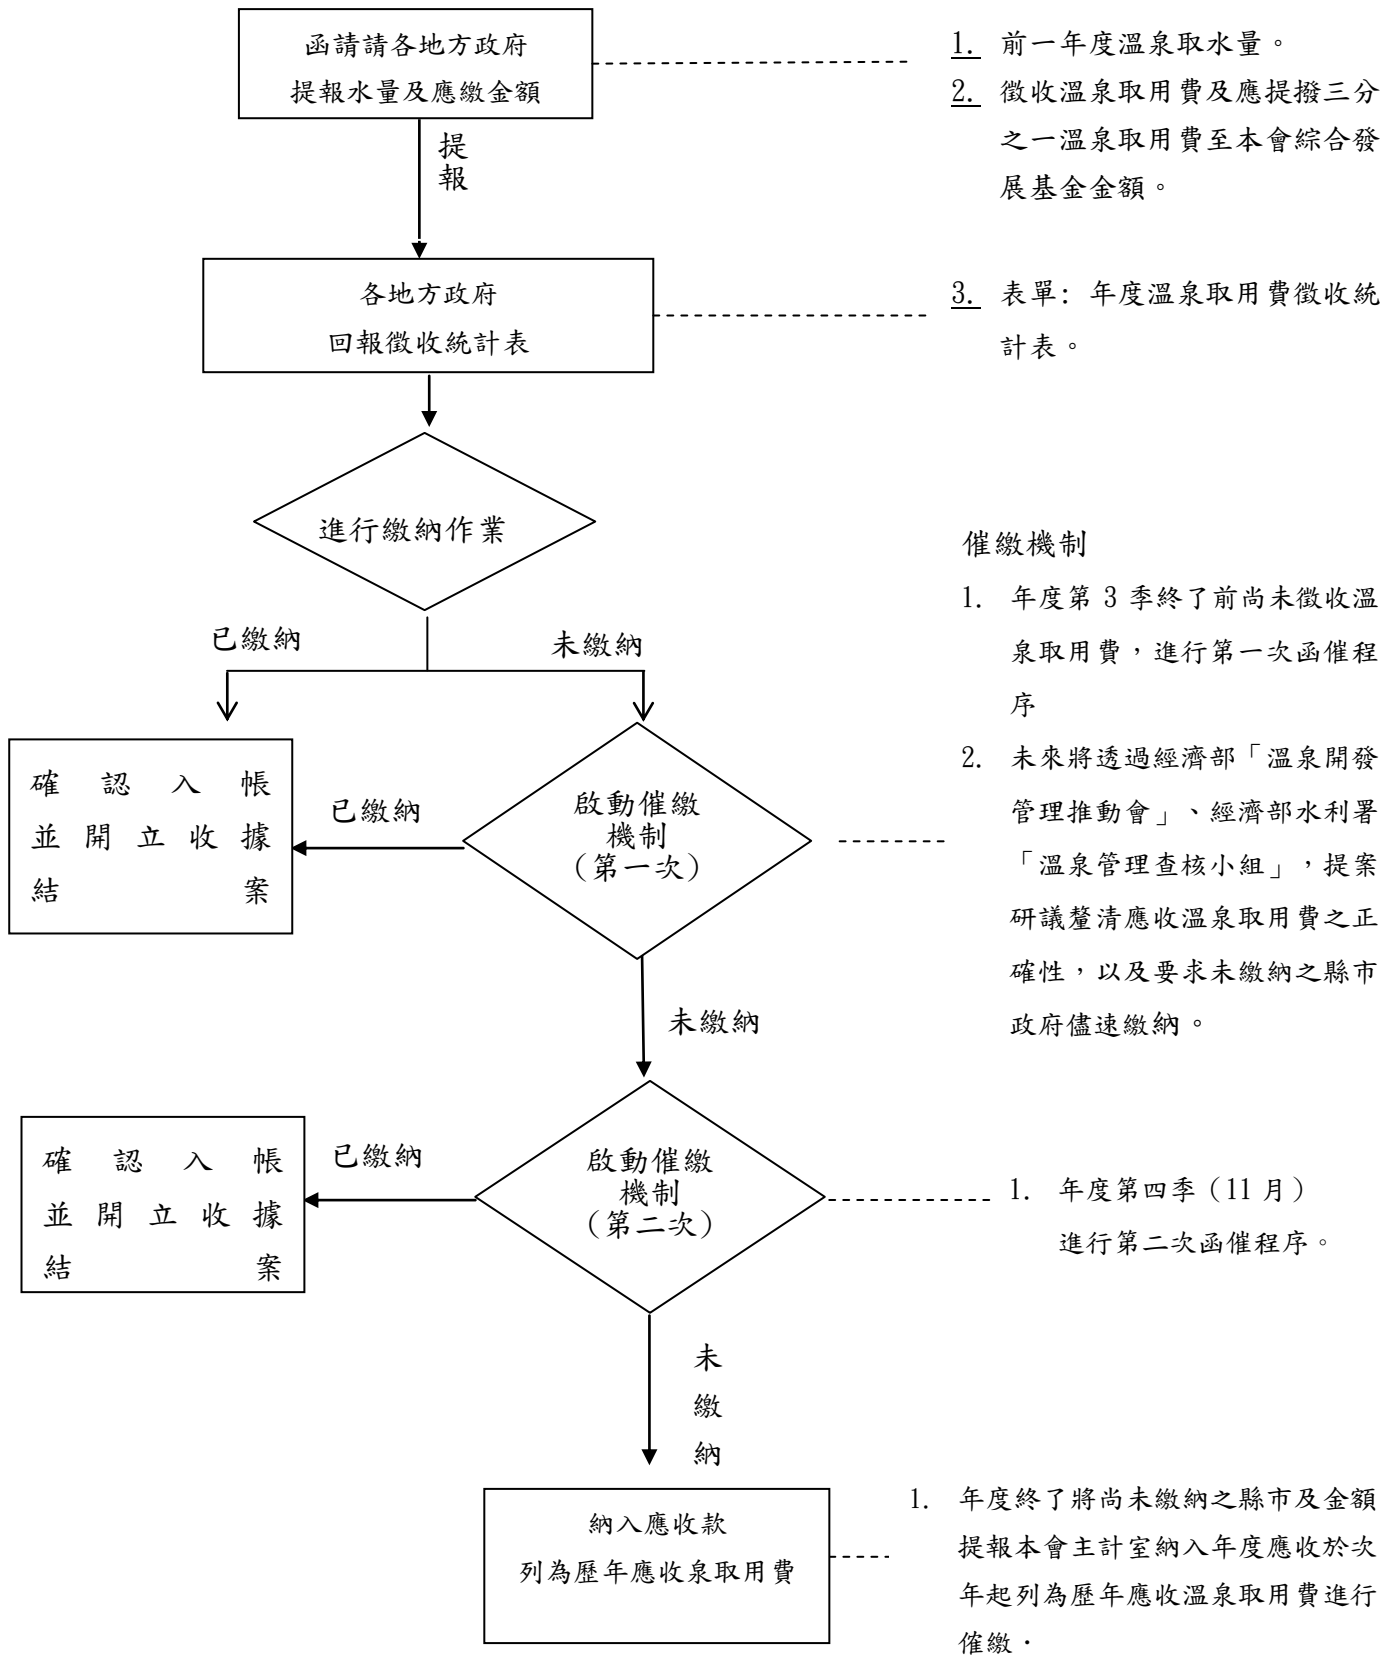 函請請各地方政府
提報水量及應繳金額
1. 前一年度溫泉取水量。
2. 徵收溫泉取用費及應提撥三分
之一溫泉取用費至本會綜合發
展基金金額。
提
報
各地方政府
回報徵收統計表
3. 表單: 年度溫泉取用費徵收統
計表。
進行繳納作業
已繳納
未繳納
催繳機制
1. 年度第 3 季終了前尚未徵收溫
泉取用費，進行第一次函催程
序
2. 未來將透過經濟部「溫泉開發
管理推動會」、經濟部水利署
「溫泉管理查核小組」，提案
研議釐清應收溫泉取用費之正
確性，以及要求未繳納之縣市
政府儘速繳納。
確認入帳
並開立收據
結案
已繳納
啟動催繳
機制
（第一次）
未繳納
確認入帳
並開立收據
結案
已繳納
啟動催繳
機制
（第二次）
1. 年度第四季（11 月）
進行第二次函催程序。
未
繳
納
納入應收款
列為歷年應收泉取用費
1. 年度終了將尚未繳納之縣市及金額
提報本會主計室納入年度應收於次
年起列為歷年應收溫泉取用費進行
催繳．